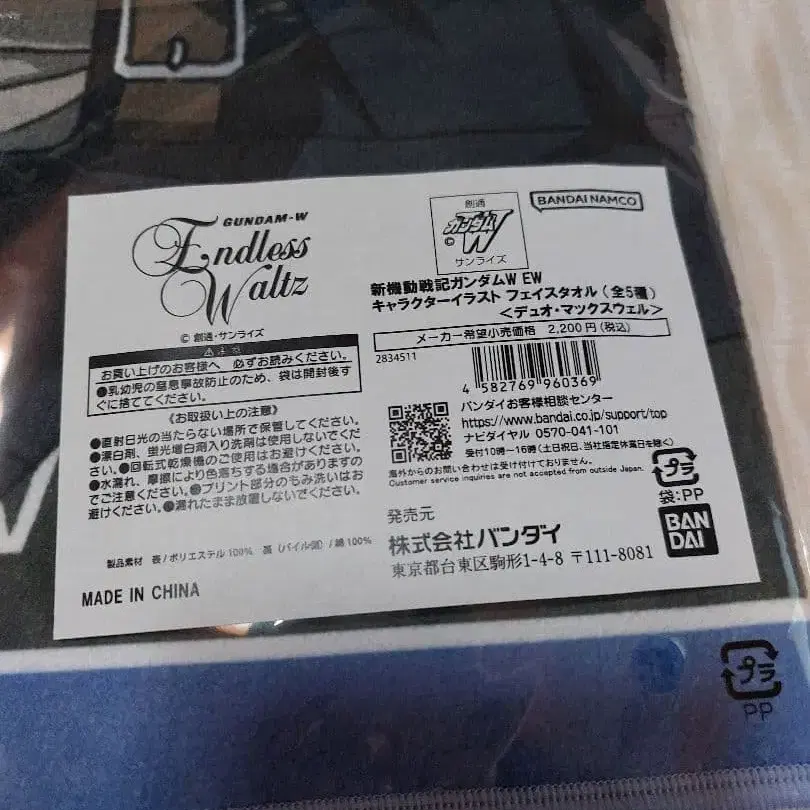 GUNDAM-W
Endless
Waltz
© 創通・サンライズ
お買い上げのお客様へ 必ずお読みください。
●乳幼児の窒息事故防止のため、袋は開封後す
ぐに捨ててください。
《お取扱い上の注意》
●直射日光の当たらない場所で保管してください。
●漂白剤、蛍光増白剤入り洗剤は使用しないでくだ
さい。●回転式乾燥機のご使用はお避けください。
●水濡れ、摩擦により色落ちする場合がありますの
でご注意ください。●プリント部分のもみ洗いはお
避けください。●濡れたまま放置しないでください。
製品素材 表/ポリエステル100% 裏(パイル側)/綿100%
MADE IN CHINA
創通
ガンダム
W
©
サンライズ
BANDAI NAMCO
新機動戦記ガンダムW EW
キャラクターイラスト フェイスタオル(全5種)
<デュオ・マックスウェル>
メーカー希望小売価格 2,200円(税込)
2834511
4 582769 960369
バンダイお客様相談センター
https://www.bandai.co.jp/support/top
ナビダイヤル 0570-041-101
受付10時~16時(土日祝日、当社指定休業日を除く)
海外からのお問い合わせは受け付けておりません。
Customer service inquiries are not accepted from outside Japan.
プラ
袋:PP
発売元
株式会社バンダイ
東京都台東区駒形1-4-8 〒111-8081
BAN
DAI
プラ
PP